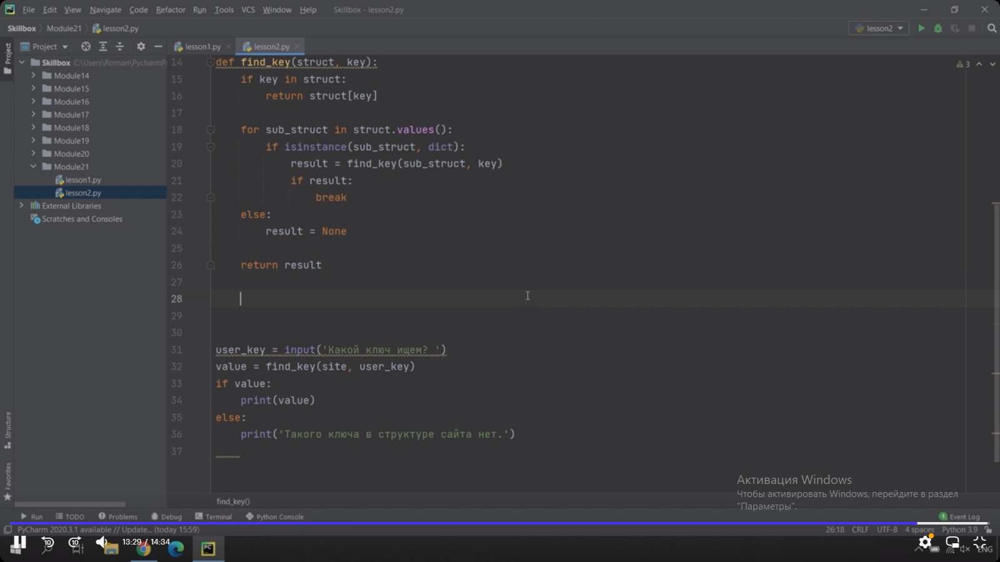 File Edit View Navigate Code Refactor Run Tools VCS Window Help Skillbox - lesson2.py
Skillbox Module21 lesson2.py lesson2
Project lesson1.py lesson2.py
Project
Skillbox C:\Users\Roman\PycharmP
Module14
Module15
Module16
Module17
Module18
Module19
Module20
Module21
lesson1.py
lesson2.py
External Libraries
Scratches and Consoles
Structure
Favorites
3
14 def find_key(struct, key):
15 if key in struct:
16 return struct[key]
17
18 for sub_struct in struct.values():
19 if isinstance(sub_struct, dict):
20 result = find_key(sub_struct, key)
21 if result:
22 break
23 else:
24 result = None
25
26 return result
27
28
29
30
31 user_key = input('Какой ключ ищем? ')
32 value = find_key(site, user_key)
33 if value:
34 print(value)
35 else:
36 print('Такого ключа в структуре сайта нет.')
37
Активация Windows
Чтобы активировать Windows, перейдите в раздел
"Параметры".
find_key()
Run TODO Problems Debug Terminal Python Console 1 Event Log
PyCharm 2020.3.1 available // Update... (today 15:59) 26:18 CRLF UTF-8 4 spaces Python 3.9
10 10 13:29 / 14:34 ENG